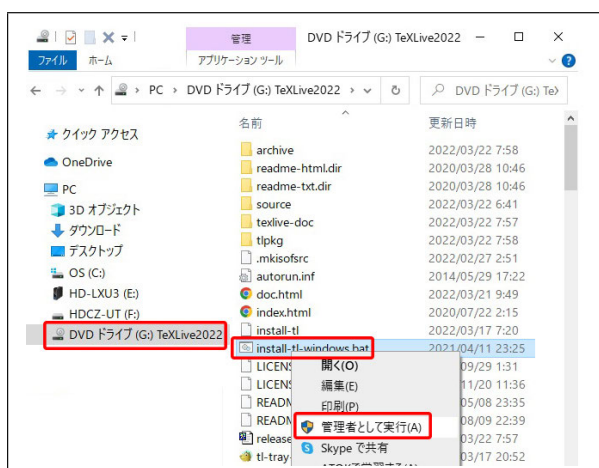 管理
DVD ドライブ (G:) TeXLive2022
ファイル
ホーム
アプリケーション ツール
PC
DVD ドライブ (G:) TeXLive2022
DVD ドライブ (G:) Te
名前
更新日時
クイック アクセス
OneDrive
PC
3D オブジェクト
ダウンロード
デスクトップ
OS (C:)
HD-LXU3 (E:)
HDCZ-UT (F:)
DVD ドライブ (G:) TeXLive2022
archive 2022/03/22 7:58
readme-html.dir 2020/03/28 10:46
readme-txt.dir 2020/03/28 10:46
source 2022/03/22 6:41
texlive-doc 2022/03/22 7:57
tlpkg 2022/03/22 7:58
.mkisofsrc 2022/02/27 2:51
autorun.inf 2014/05/29 17:22
doc.html 2022/03/21 9:49
index.html 2020/07/22 2:15
install-tl 2022/03/17 7:20
install-tl-windows.bat 2021/04/11 23:25
LICENS 09/29 1:31
LICENS 11/20 11:36
READM 05/08 23:35
READM 08/09 22:39
release 03/22 7:57
tl-tray- 03/17 20:52
開く(O)
編集(E)
印刷(P)
管理者として実行(A)
Skype で共有